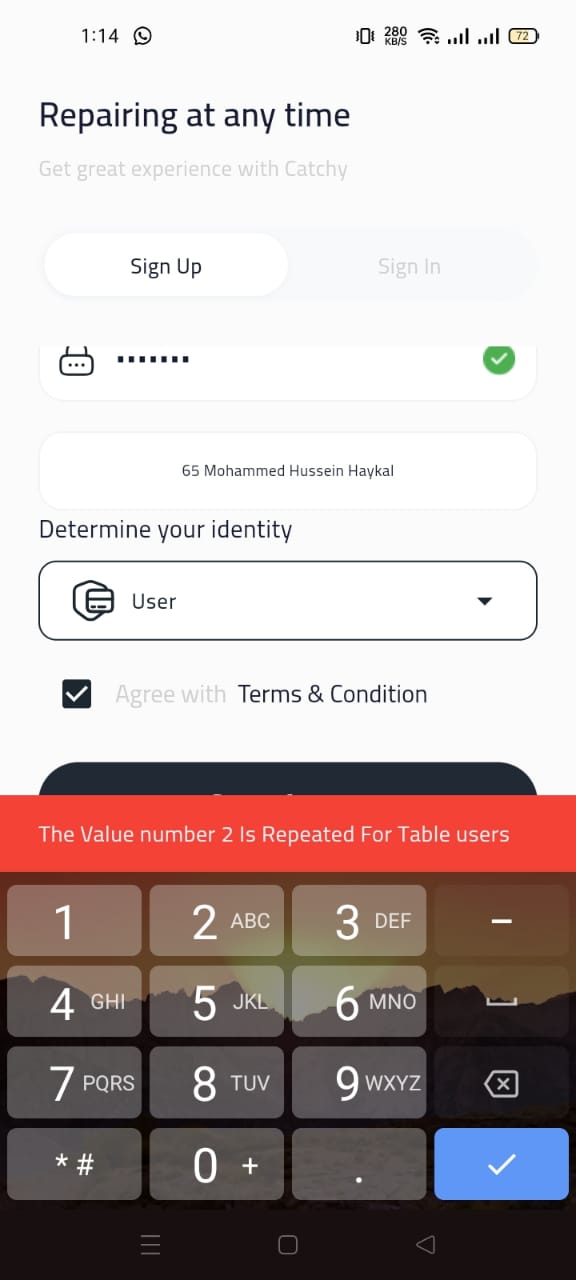 1:14
280
KB/S
72
Repairing at any time
Get great experience with Catchy
Sign Up
Sign In
65 Mohammed Hussein Haykal
Determine your identity
User
Agree with Terms & Condition
The Value number 2 Is Repeated For Table users
1
2 ABC
3 DEF
-
4 GHI
5 JKL
6 MNO
7 PQRS
8 TUV
9 WXYZ
* #
0 +
.